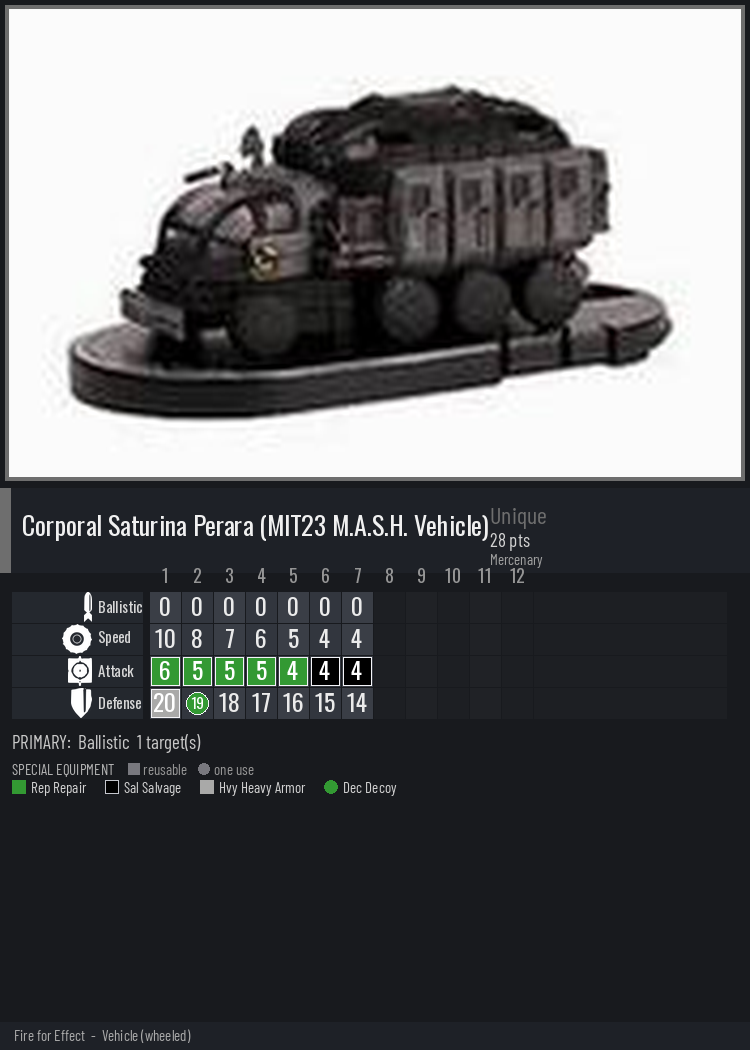 Corporal Saturina Perara (MIT23 M.A.S.H. Vehicle)
Unique
28 pts
Mercenary
1 2 3 4 5 6 7 8 9 10 11 12
Ballistic 0 0 0 0 0 0 0
Speed 10 8 7 6 5 4 4
Attack 6 5 5 5 4 4 4
Defense 20 19 18 17 16 15 14
PRIMARY: Ballistic 1 target(s)
SPECIAL EQUIPMENT reusable one use
Rep Repair Sal Salvage Hvy Heavy Armor Dec Decoy
Fire for Effect - Vehicle (wheeled)